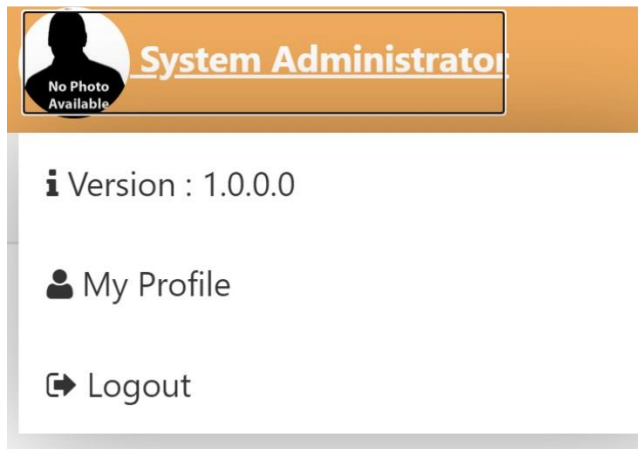 No Photo
Available
System Administrator
Version : 1.0.0.0
My Profile
Logout